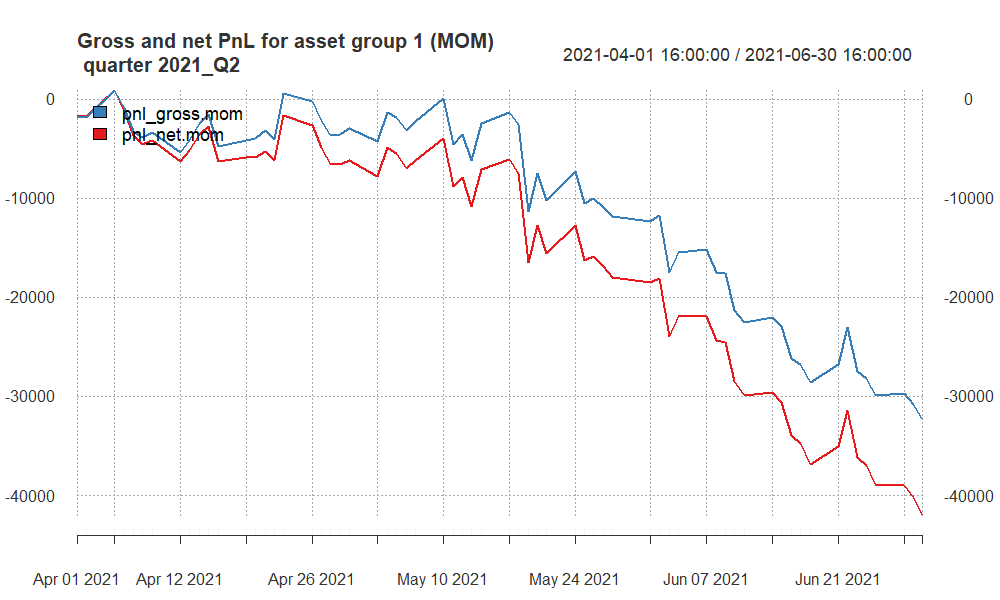 Gross and net PnL for asset group 1 (MOM)
quarter 2021_Q2
2021-04-01 16:00:00 / 2021-06-30 16:00:00
pnl_gross.mom
pnl_net.mom
0
-10000
-20000
-30000
-40000
0
-10000
-20000
-30000
-40000
Apr 01 2021 Apr 12 2021 Apr 26 2021 May 10 2021 May 24 2021 Jun 07 2021 Jun 21 2021